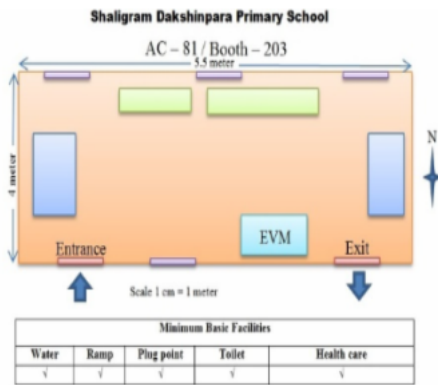 Shaligram Dakshinpara Primary School
AC – 81 / Booth – 203
5.5 meter
4 meter
N
EVM
Entrance
Exit
Scale 1 cm = 1 meter
Minimum Basic Facilities
Water Ramp Plug point Toilet Health care
√ √ √ √ √